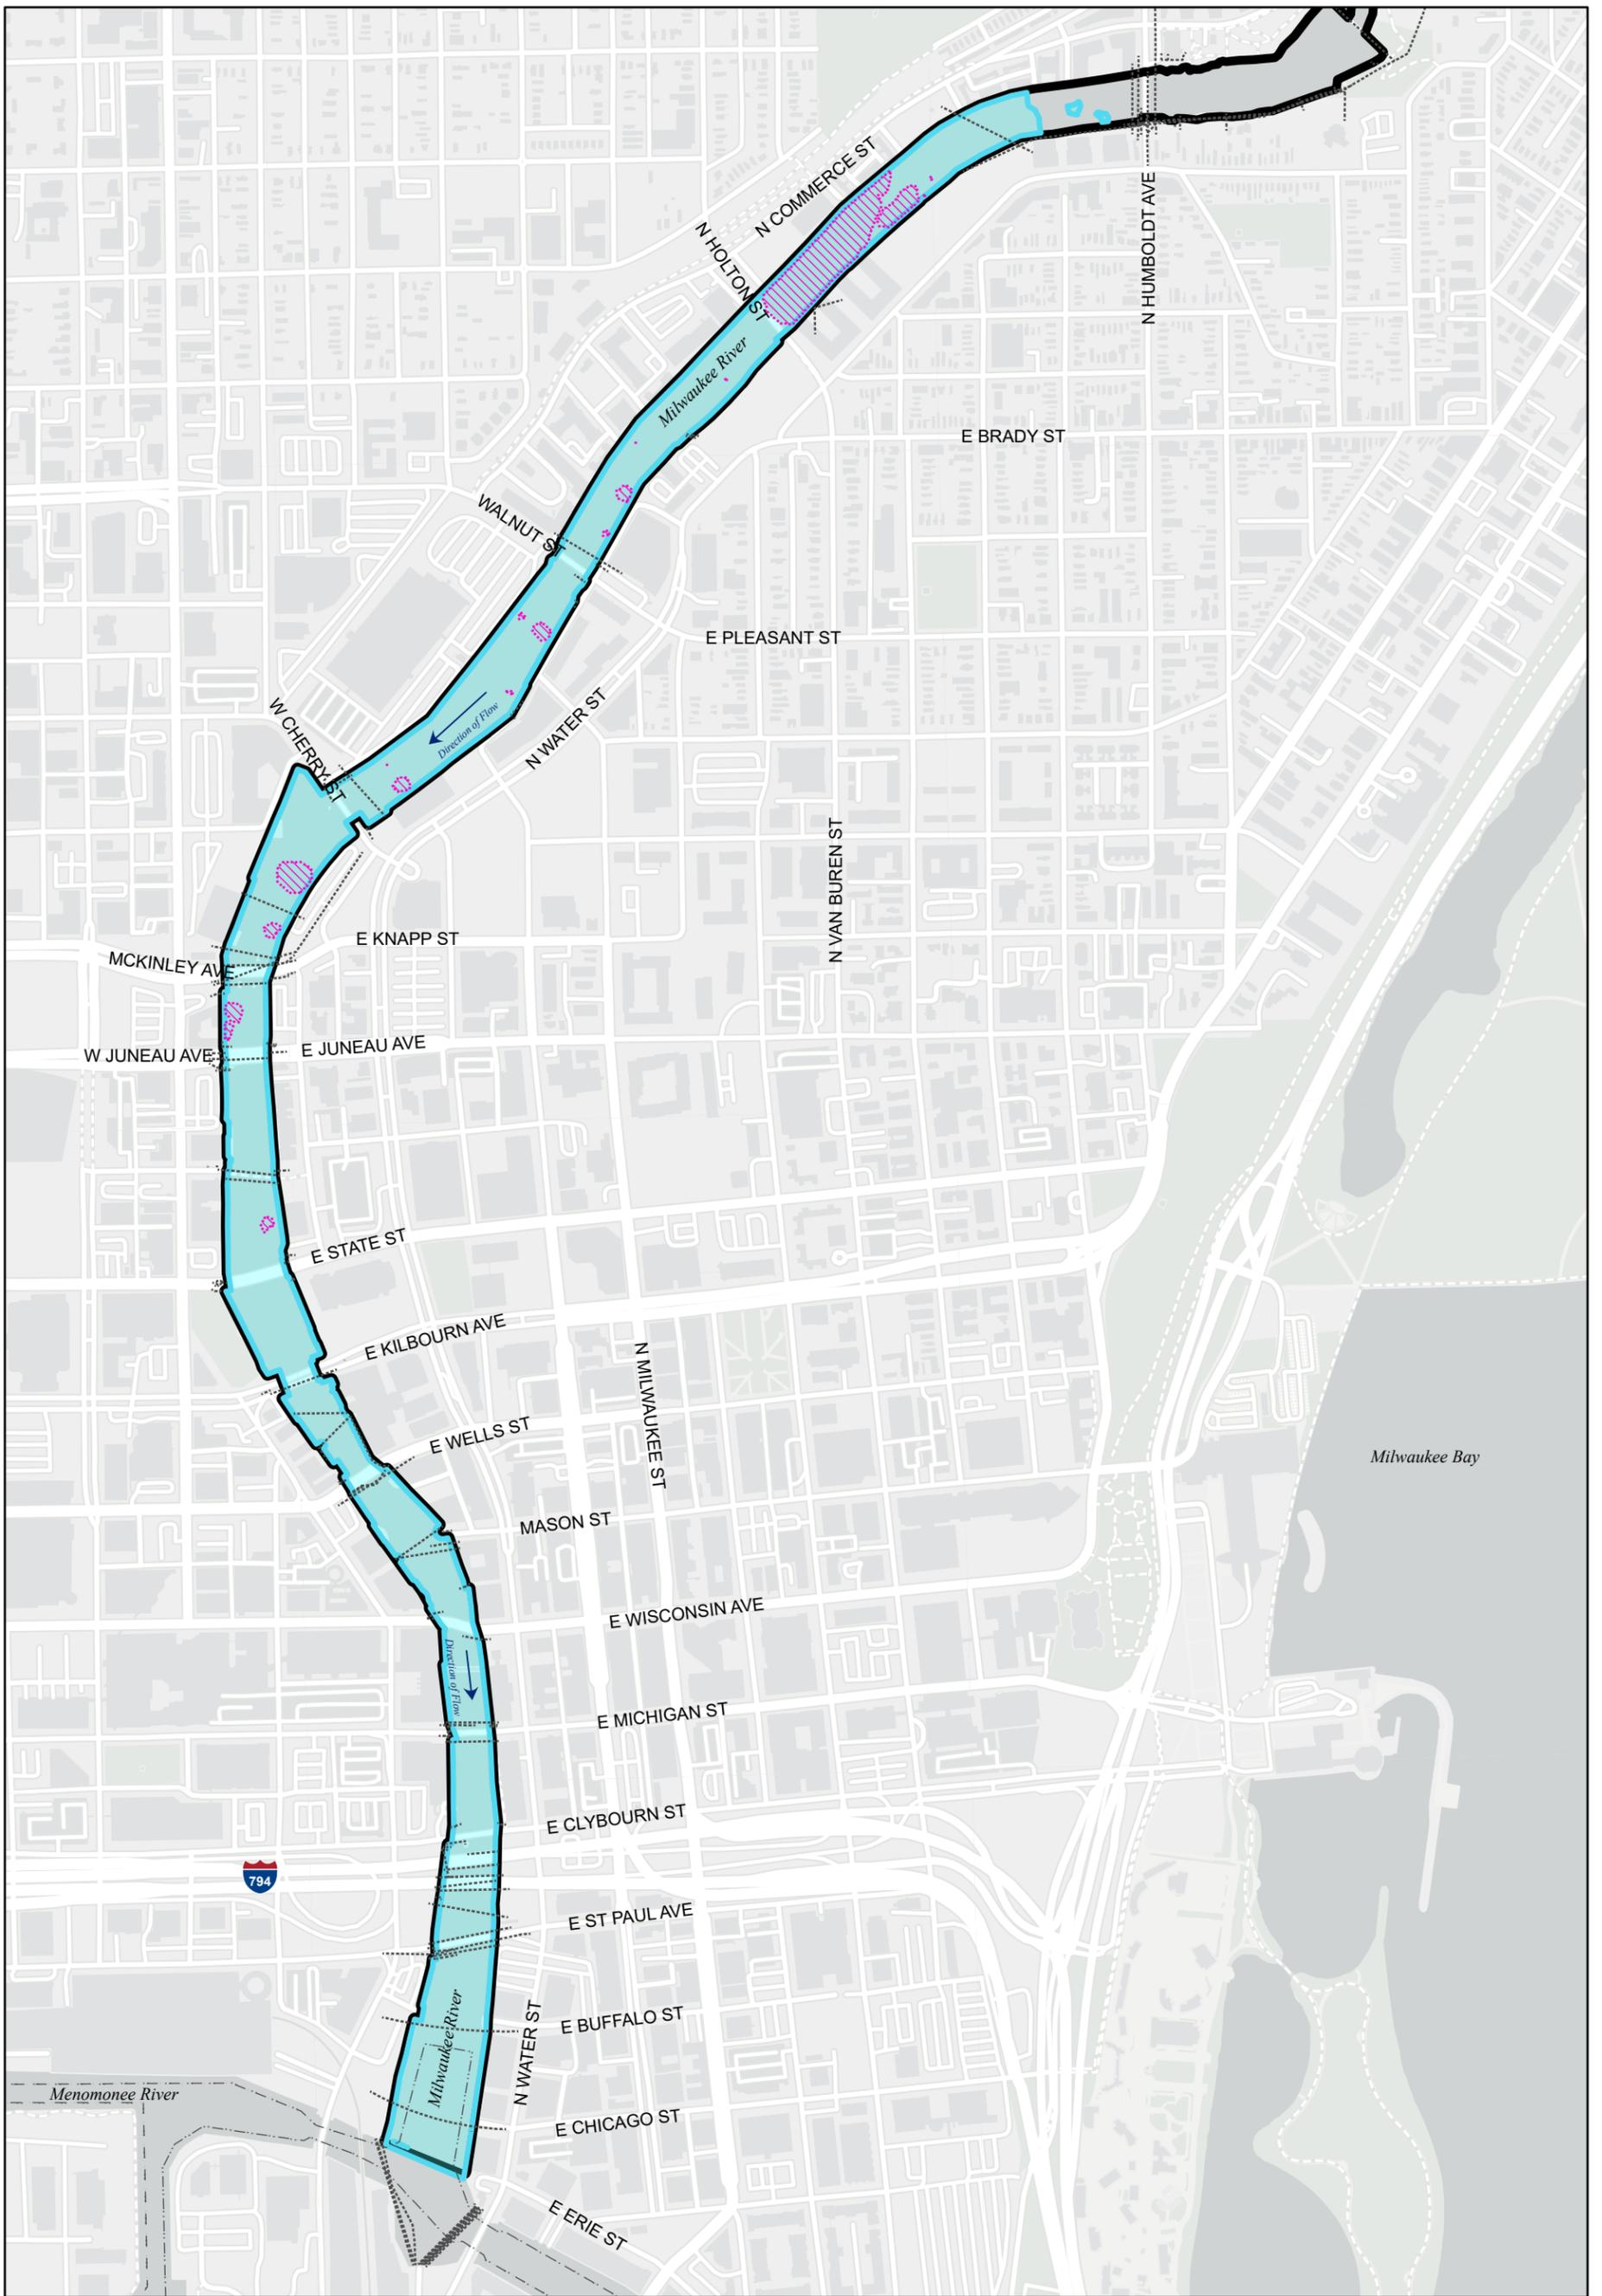 N COMMERCE ST
N HUMBOLDT AVE
N HOLTON ST
Milwaukee River
E BRADY ST
WALNUT ST
E PLEASANT ST
Direction of Flow
N WATER ST
W CHERRY ST
N VAN BUREN ST
E KNAPP ST
MCKINLEY AVE
W JUNEAU AVE
E JUNEAU AVE
E STATE ST
E KILBOURN AVE
N MILWAUKEE ST
E WELLS ST
Milwaukee Bay
MASON ST
E WISCONSIN AVE
Direction of Flow
E MICHIGAN ST
E CLYBOURN ST
794
E ST PAUL AVE
Milwaukee River
E BUFFALO ST
N WATER ST
Menomonee River
E CHICAGO ST
E ERIE ST